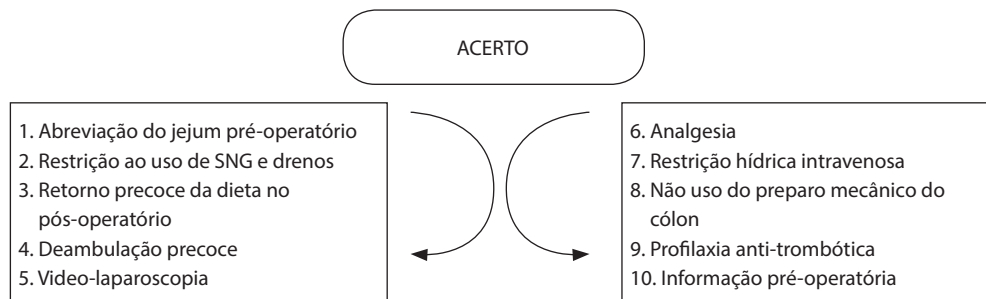 ACERTO
1. Abreviação do jejum pré-operatório
2. Restrição ao uso de SNG e drenos
3. Retorno precoce da dieta no
pós-operatório
4. Deambulação precoce
5. Video-laparoscopia
6. Analgesia
7. Restrição hídrica intravenosa
8. Não uso do preparo mecânico do
cólon
9. Profilaxia anti-trombótica
10. Informação pré-operatória